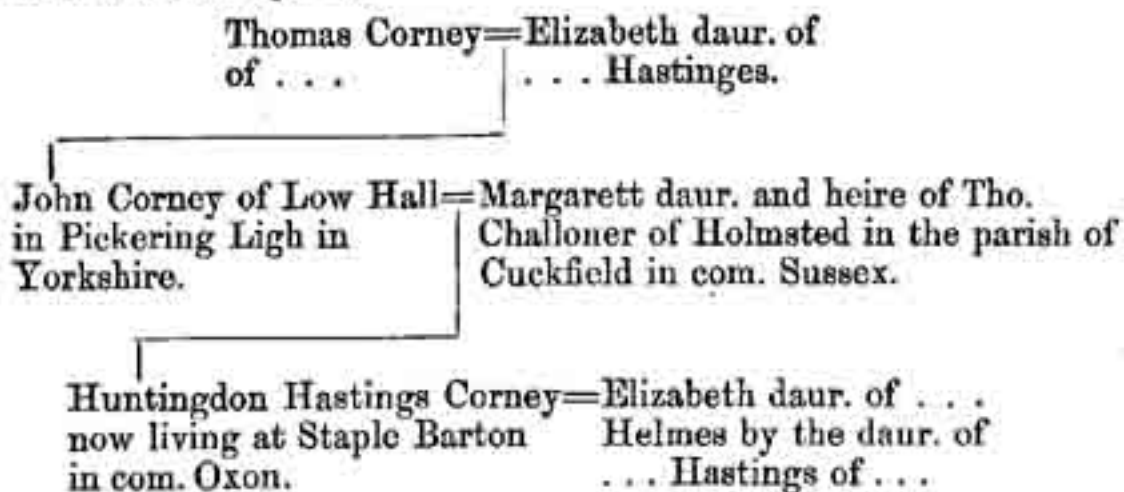 Thomas Corney=Elizabeth daur. of
of . . . . . . Hastinges.
John Corney of Low Hall=Margarett daur. and heire of Tho.
in Pickering Ligh in Challoner of Holmsted in the parish of
Yorkshire. Cuckfield in com. Sussex.
Huntingdon Hastings Corney=Elizabeth daur. of . . .
now living at Staple Barton Helmes by the daur. of
in com. Oxon. . . . Hastings of . . .